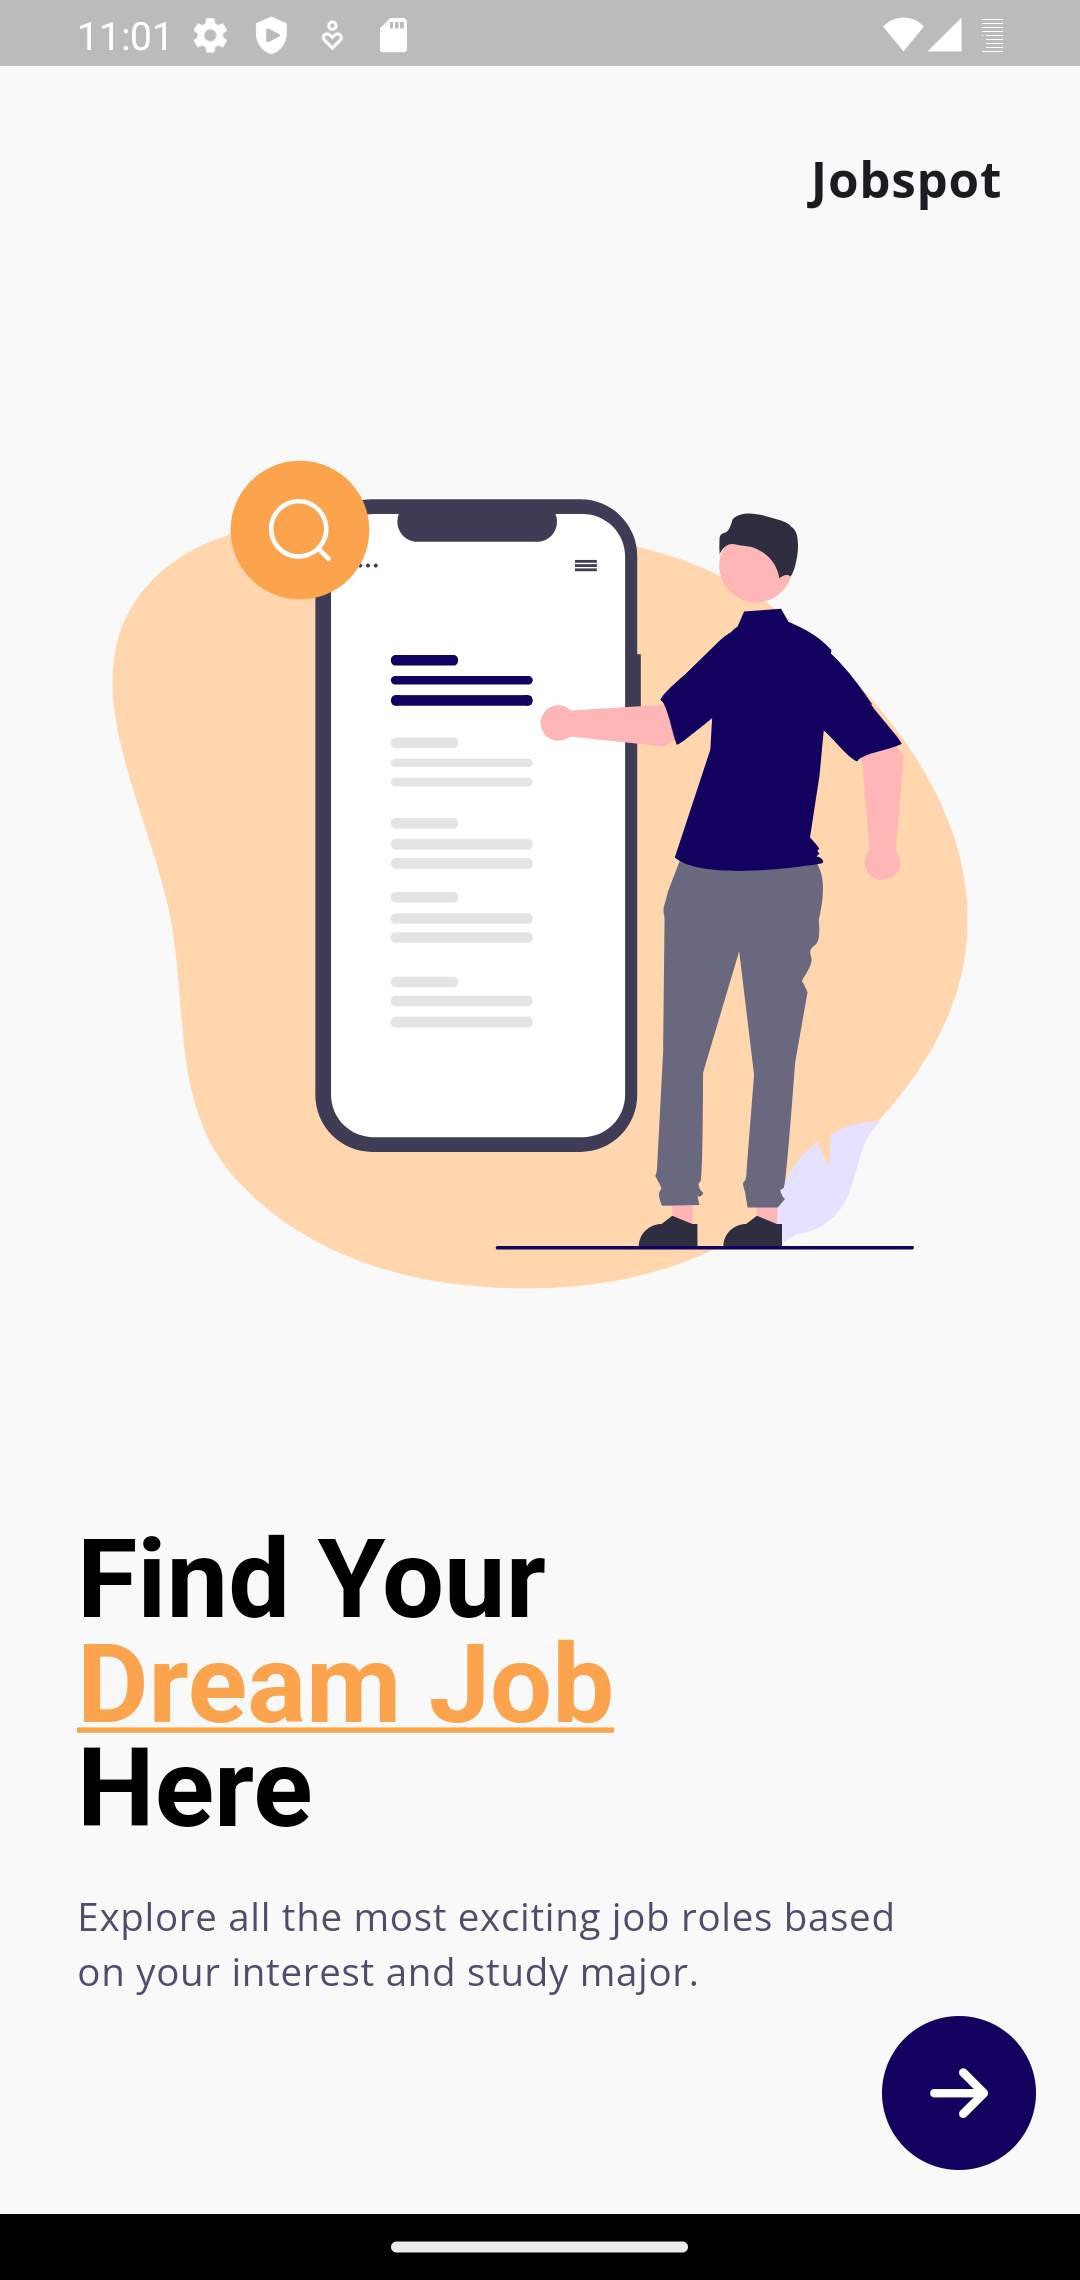 11:01
Jobspot
Find Your
Dream Job
Here
Explore all the most exciting job roles based
on your interest and study major.